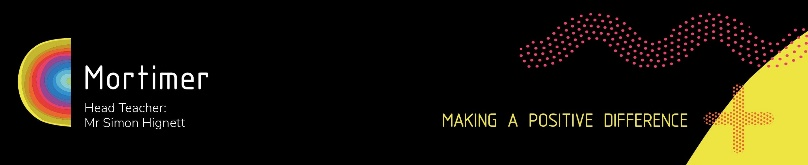 Mortimer
Head Teacher:
Mr Simon Hignett
MAKING A POSITIVE DIFFERENCE